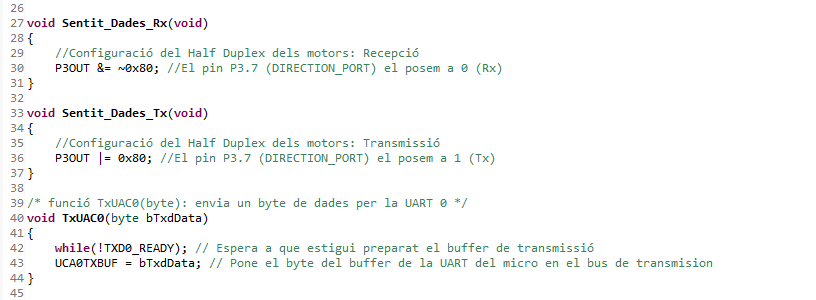 26
27 void Sentit_Dades_Rx(void)
28 {
29     //Configuració del Half Duplex dels motors: Recepció
30     P3OUT &= ~0x80; //El pin P3.7 (DIRECTION_PORT) el posem a 0 (Rx)
31 }
32
33 void Sentit_Dades_Tx(void)
34 {
35     //Configuració del Half Duplex dels motors: Transmissió
36     P3OUT |= 0x80; //El pin P3.7 (DIRECTION_PORT) el posem a 1 (Tx)
37 }
38
39 /* funció TxUAC0(byte): envia un byte de dades per la UART 0 */
40 void TxUAC0(byte bTxdData)
41 {
42     while(!TXD0_READY); // Espera a que estigui preparat el buffer de transmissió
43     UCA0TXBUF = bTxdData; // Pone el byte del buffer de la UART del micro en el bus de transmision
44 }
45